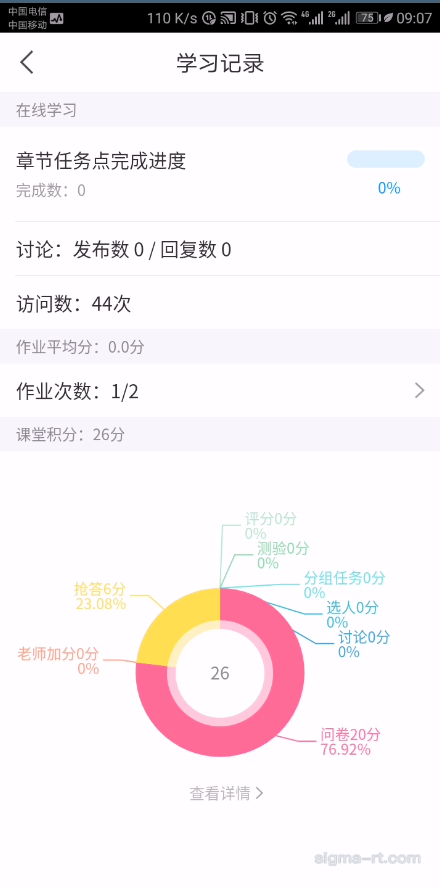 中国电信
中国移动
110 K/s
4G
2G
75
09:07
学习记录
在线学习
章节任务点完成进度
完成数：0
0%
讨论：发布数 0 / 回复数 0
访问数：44次
作业平均分：0.0分
作业次数：1/2
课堂积分：26分
评分0分
0%
测验0分
0%
分组任务0分
0%
选人0分
0%
讨论0分
0%
抢答6分
23.08%
老师加分0分
0%
26
问卷20分
76.92%
查看详情
sigma-rt.com